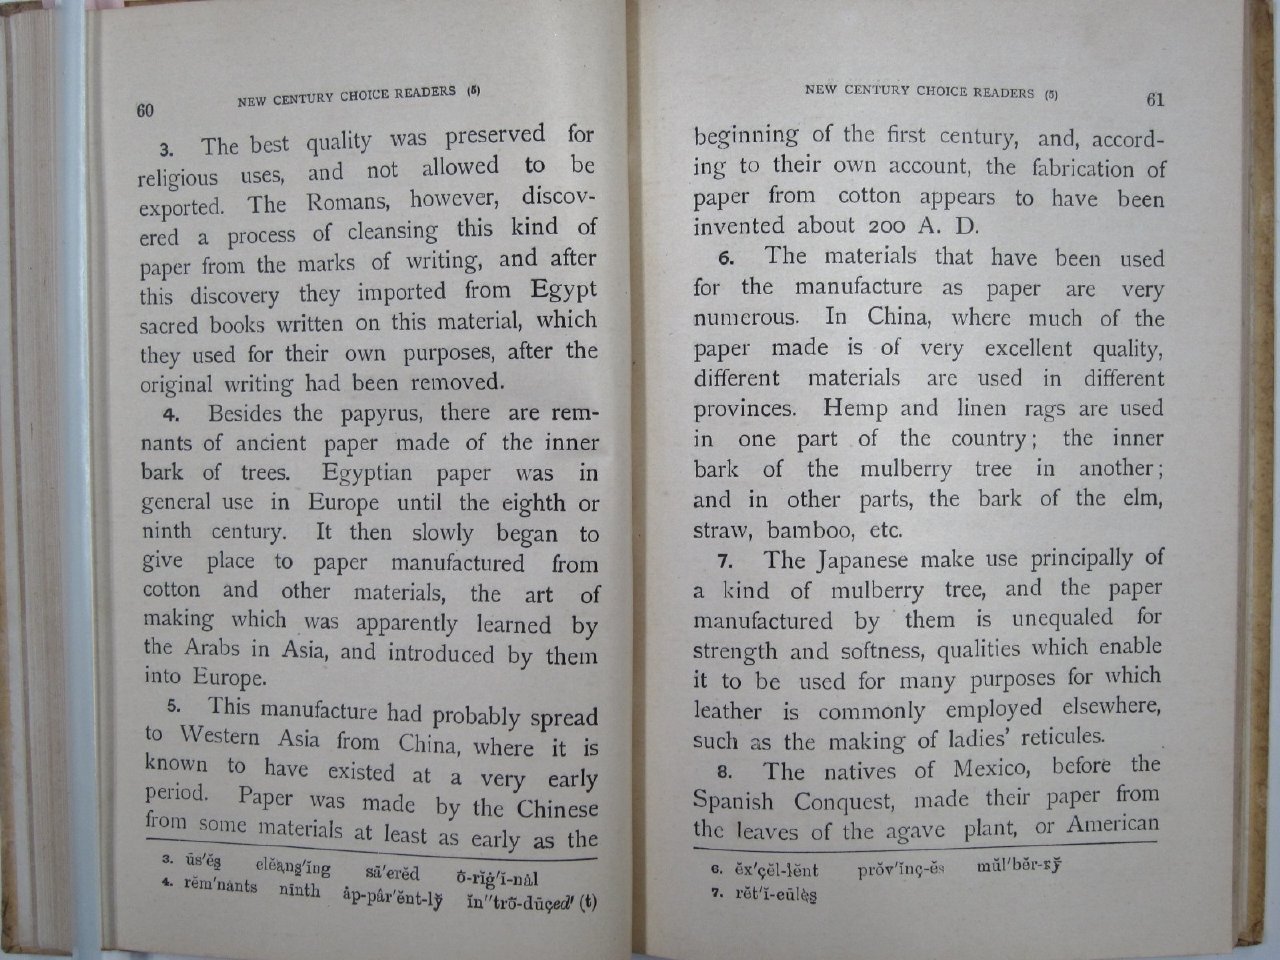 60
NEW CENTURY CHOICE READERS (5)
3. The best quality was preserved for
religious uses, and not allowed to be
exported. The Romans, however, discov-
ered a process of cleansing this kind of
paper from the marks of writing, and after
this discovery they imported from Egypt
sacred books written on this material, which
they used for their own purposes, after the
original writing had been removed.
4. Besides the papyrus, there are rem-
nants of ancient paper made of the inner
bark of trees. Egyptian paper was in
general use in Europe until the eighth or
ninth century. It then slowly began to
give place to paper manufactured from
cotton and other materials, the art of
making which was apparently learned by
the Arabs in Asia, and introduced by them
into Europe.
5. This manufacture had probably spread
to Western Asia from China, where it is
known to have existed at a very early
period. Paper was made by the Chinese
from some materials at least as early as the
3. ūs'ĕs̱ clĕans̱'ĭng sā'crĕd ŏ-rĭg'ĭ-nȧl
4. rĕm'nants nīnth ȧp-pâr'ĕnt-lў ĭn''trō-dūçed' (t)
NEW CENTURY CHOICE READERS (5)
61
beginning of the first century, and, accord-
ing to their own account, the fabrication of
paper from cotton appears to have been
invented about 200 A. D.
6. The materials that have been used
for the manufacture as paper are very
numerous. In China, where much of the
paper made is of very excellent quality,
different materials are used in different
provinces. Hemp and linen rags are used
in one part of the country; the inner
bark of the mulberry tree in another;
and in other parts, the bark of the elm,
straw, bamboo, etc.
7. The Japanese make use principally of
a kind of mulberry tree, and the paper
manufactured by them is unequaled for
strength and softness, qualities which enable
it to be used for many purposes for which
leather is commonly employed elsewhere,
such as the making of ladies' reticules.
8. The natives of Mexico, before the
Spanish Conquest, made their paper from
the leaves of the agave plant, or American
6. ĕx'çĕl-lĕnt prŏv'ĭnç-ĕs mŭl'bĕr-rў
7. rĕt'ĭ-cūlĕs̱